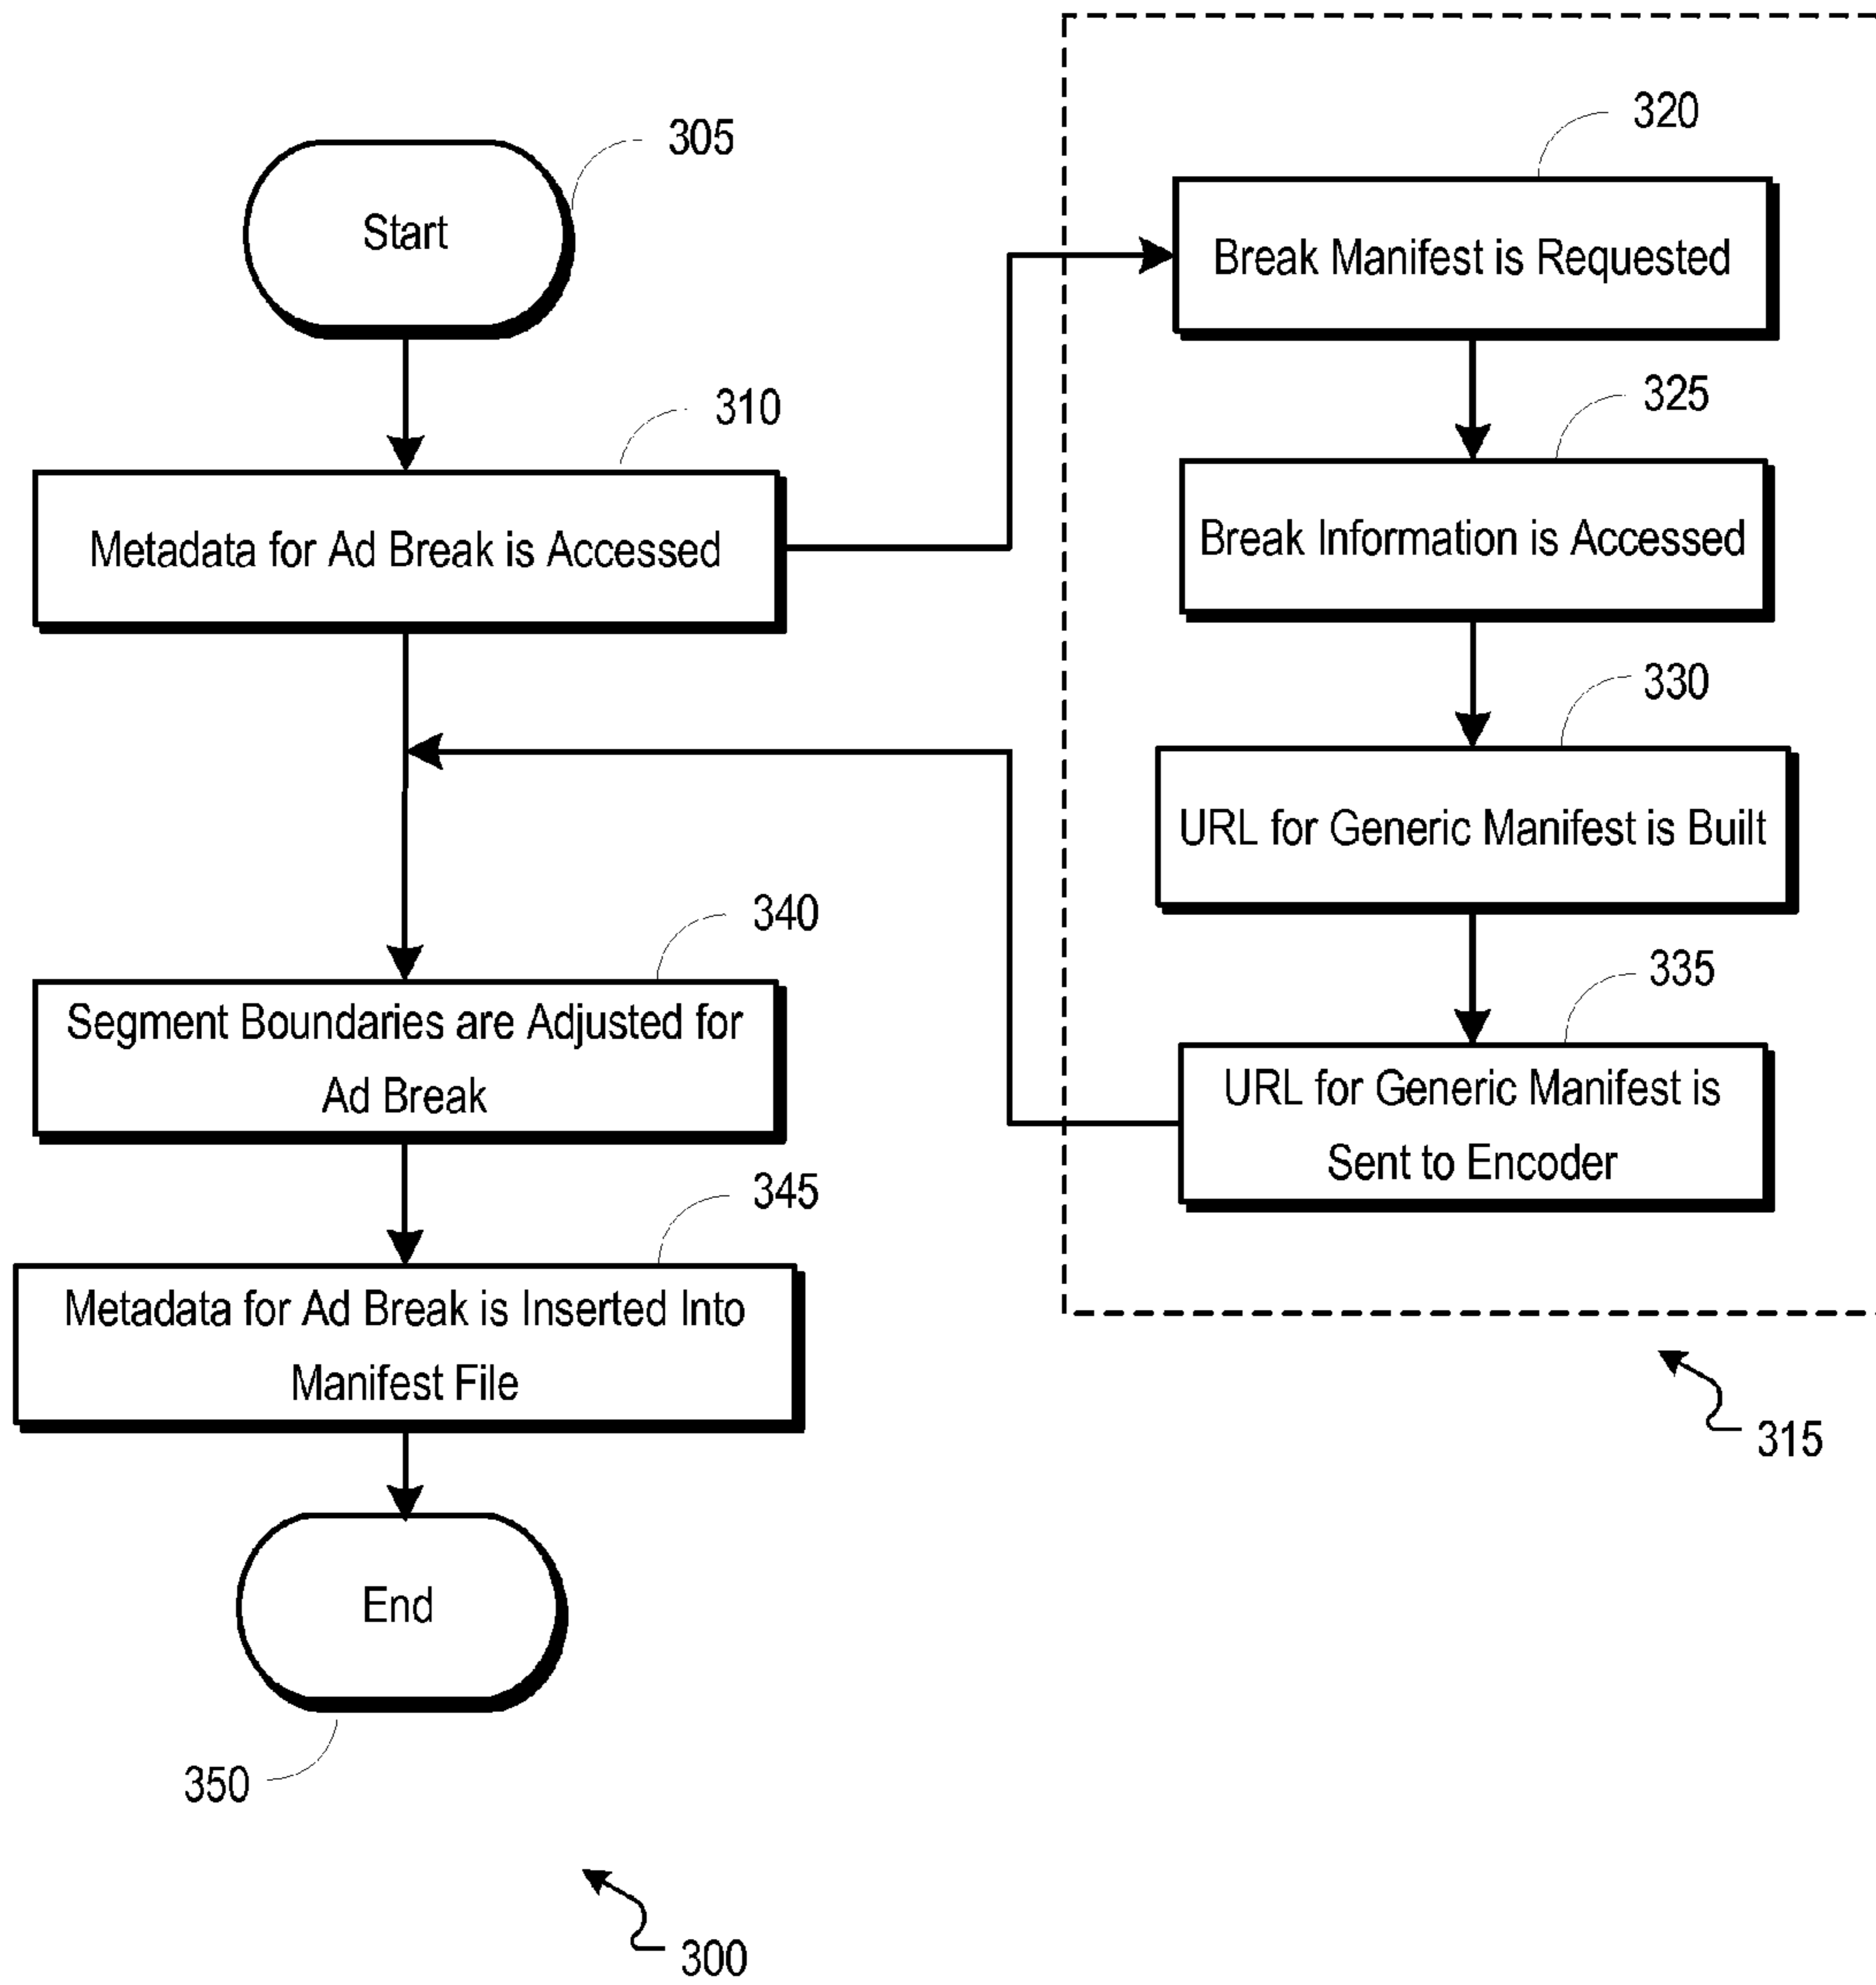 305
Start
310
Metadata for Ad Break is Accessed
320
Break Manifest is Requested
325
Break Information is Accessed
330
URL for Generic Manifest is Built
335
URL for Generic Manifest is
Sent to Encoder
315
340
Segment Boundaries are Adjusted for
Ad Break
345
Metadata for Ad Break is Inserted Into
Manifest File
End
350
300